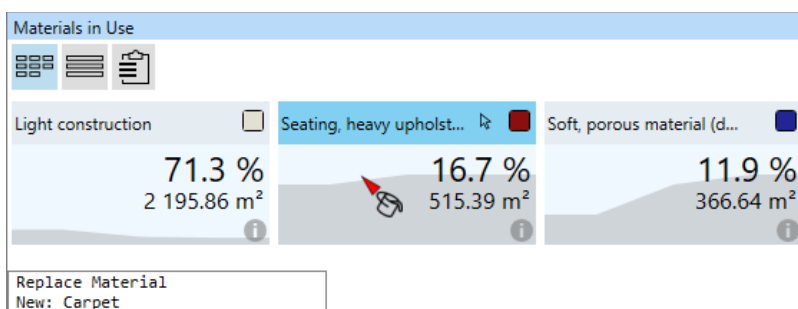 Materials in Use
Light construction
71.3 %
2 195.86 m²
Seating, heavy upholst...
16.7 %
515.39 m²
Soft, porous material (d...
11.9 %
366.64 m²
Replace Material
New: Carpet